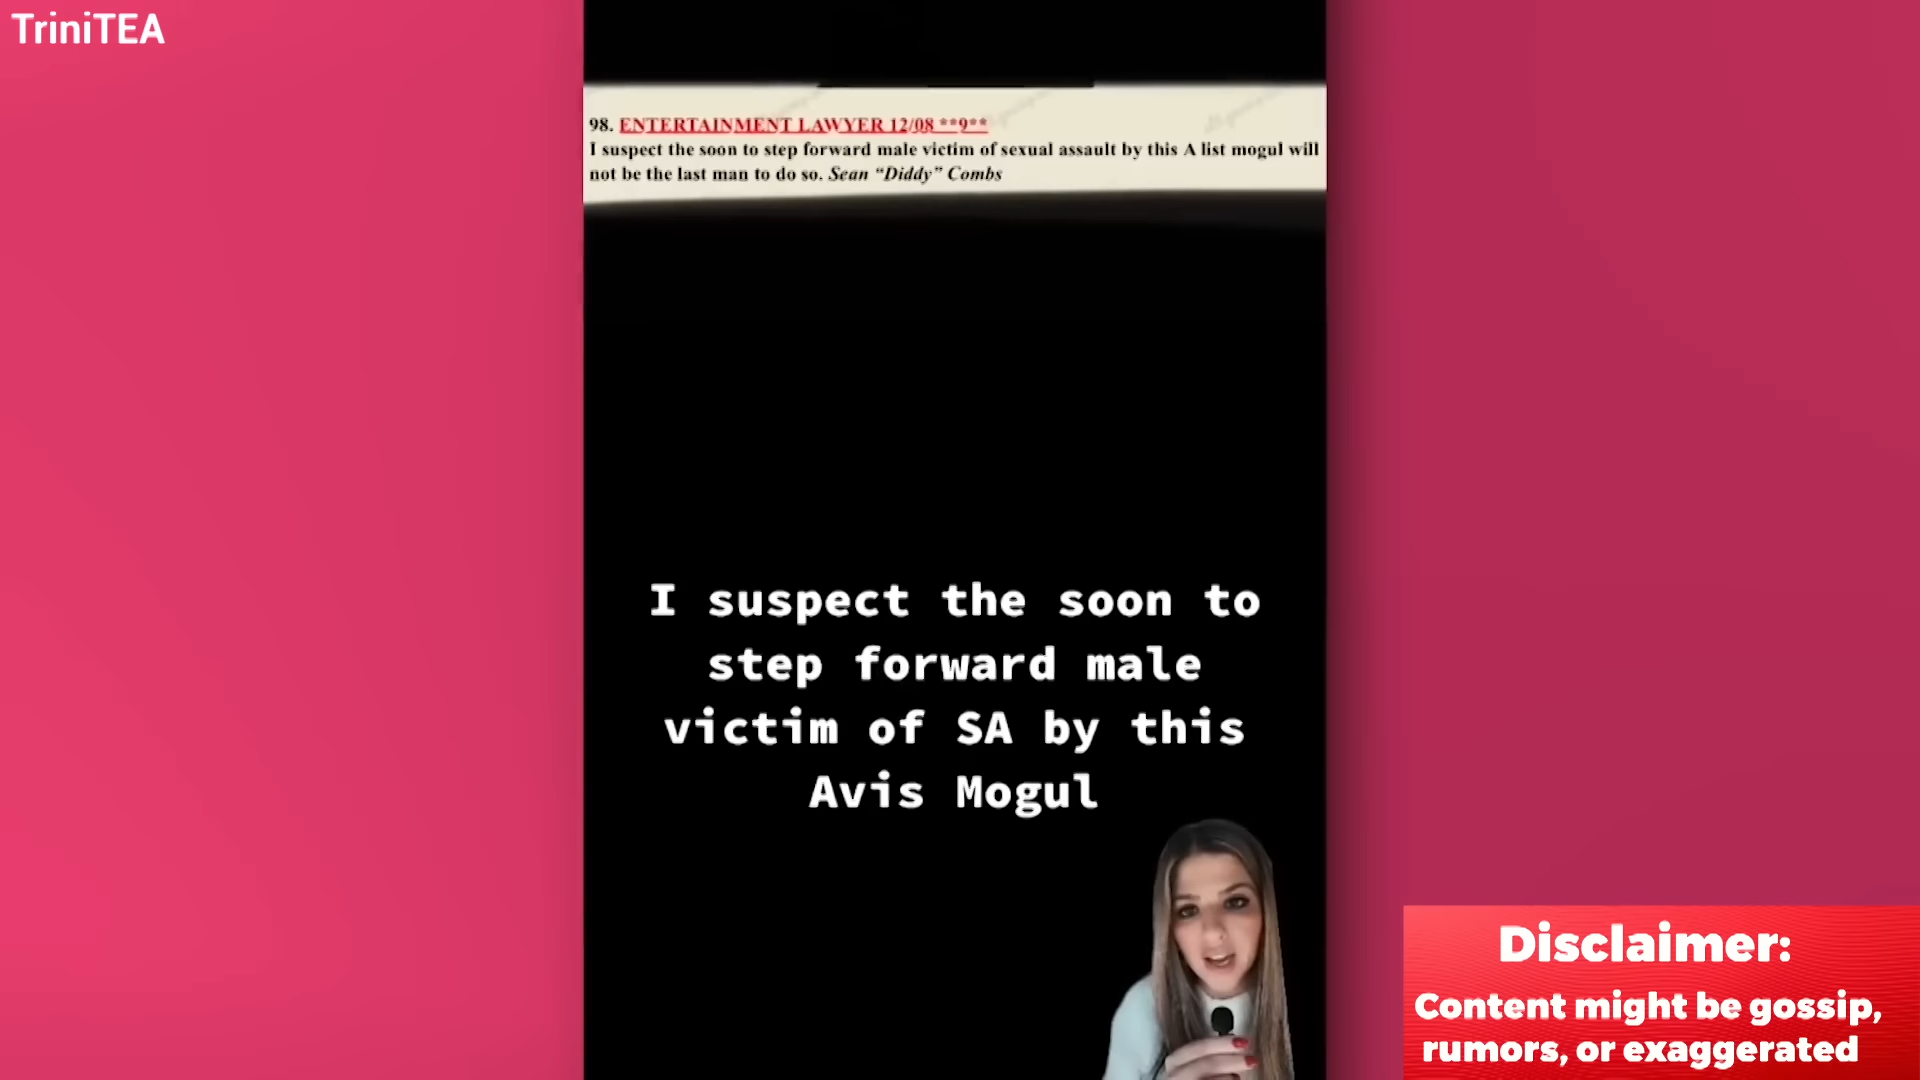 TriniTEA
98. ENTERTAINMENT LAWYER 12/08 **9**
I suspect the soon to step forward male victim of sexual assault by this A list mogul will
not be the last man to do so. Sean “Diddy” Combs
I suspect the soon to
step forward male
victim of SA by this
Avis Mogul
Disclaimer:
Content might be gossip,
rumors, or exaggerated